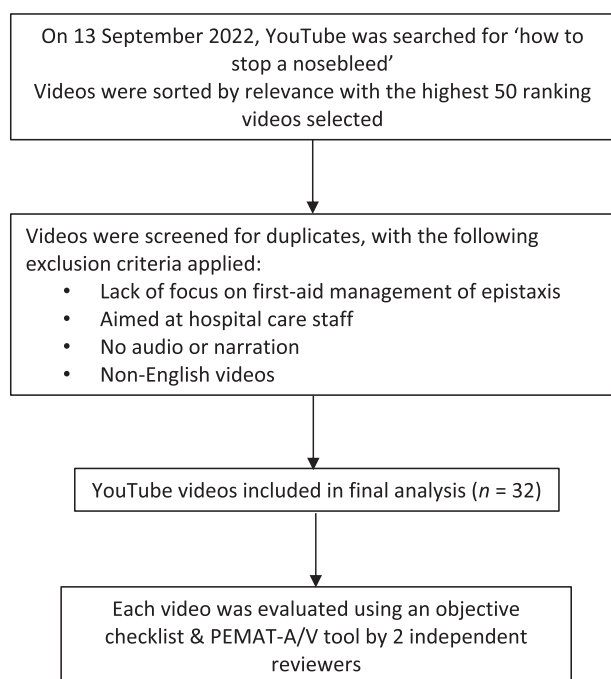 On 13 September 2022, YouTube was searched for ‘how to
stop a nosebleed’
Videos were sorted by relevance with the highest 50 ranking
videos selected
Videos were screened for duplicates, with the following
exclusion criteria applied:
• Lack of focus on first-aid management of epistaxis
• Aimed at hospital care staff
• No audio or narration
• Non-English videos
YouTube videos included in final analysis (n = 32)
Each video was evaluated using an objective
checklist & PEMAT-A/V tool by 2 independent
reviewers